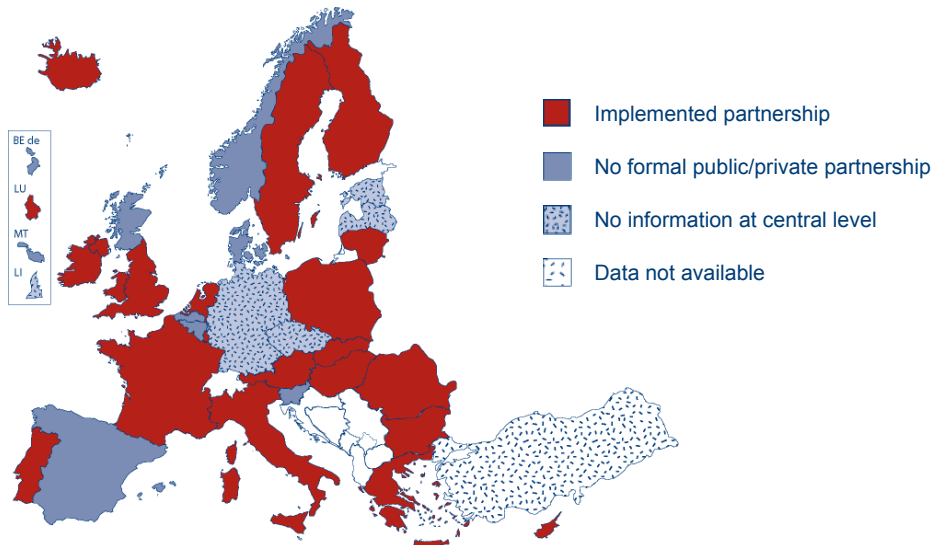 BE de
LU
MT
LI
Implemented partnership
No formal public/private partnership
No information at central level
Data not available